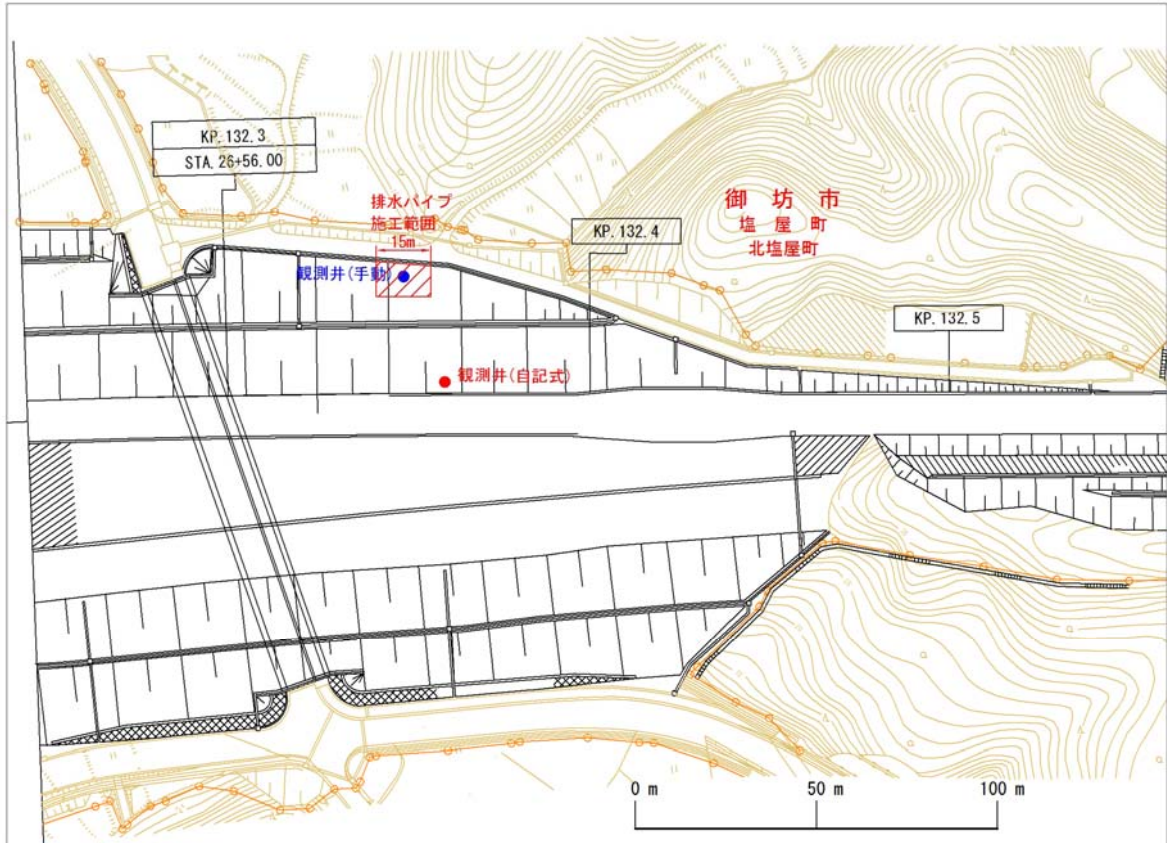 KP. 132. 3
STA. 26+56. 00
排水パイプ
施工範囲
15m
観測井(手動)
KP. 132. 4
御坊市
塩屋町
北塩屋町
KP. 132. 5
観測井(自記式)
0 m 50 m 100 m